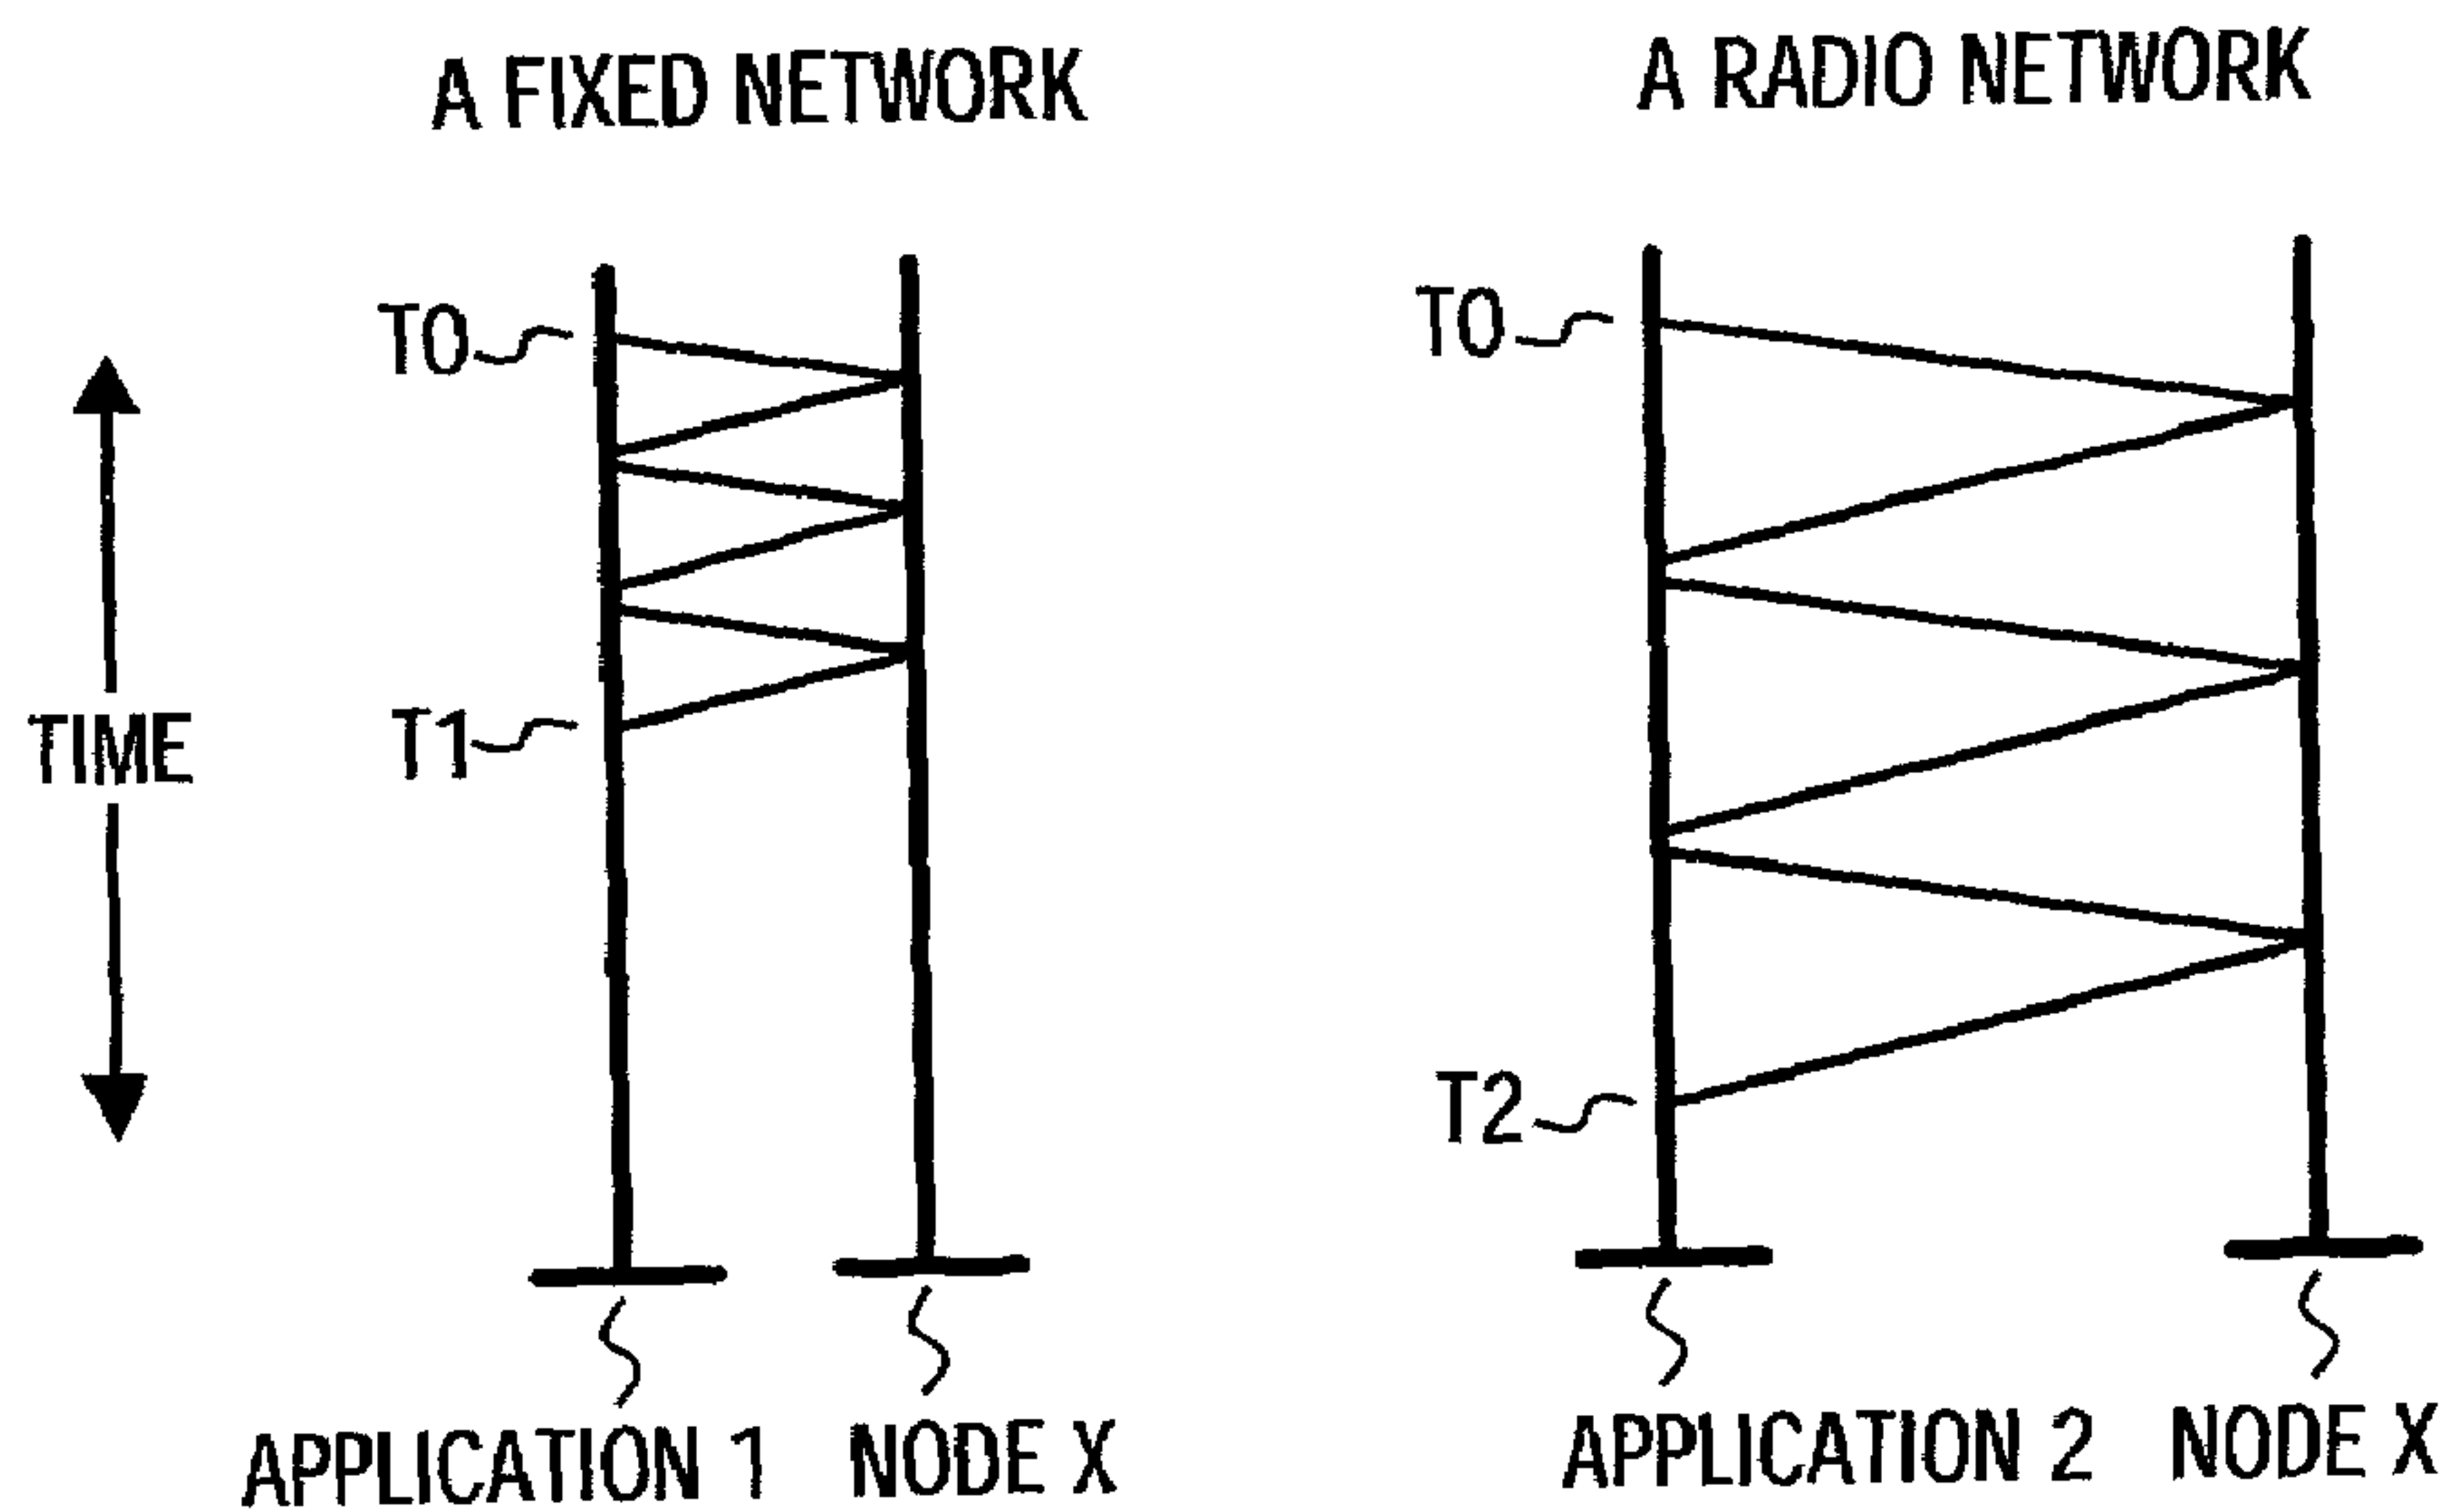 A FIXED NETWORK
A RADIO NETWORK
T0
T0
TIME
T1
T2
APPLICATION 1
NODE X
APPLICATION 2
NODE X